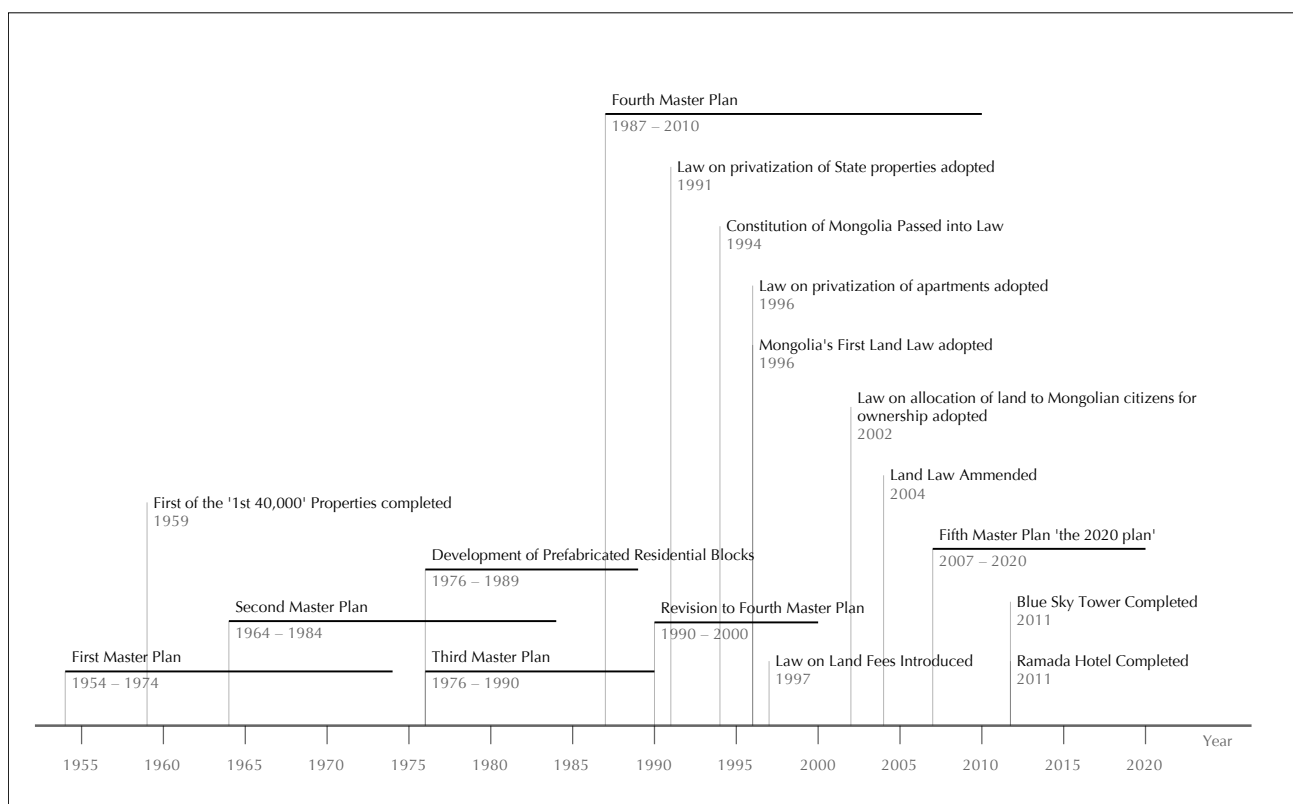 Fourth Master Plan
1987 – 2010
Law on privatization of State properties adopted
1991
Constitution of Mongolia Passed into Law
1994
Law on privatization of apartments adopted
1996
Mongolia's First Land Law adopted
1996
Law on allocation of land to Mongolian citizens for
ownership adopted
2002
Land Law Ammended
2004
First of the '1st 40,000' Properties completed
1959
Fifth Master Plan 'the 2020 plan'
2007 – 2020
Development of Prefabricated Residential Blocks
1976 – 1989
Second Master Plan
1964 – 1984
Revision to Fourth Master Plan
1990 – 2000
Blue Sky Tower Completed
2011
First Master Plan
1954 – 1974
Third Master Plan
1976 – 1990
Law on Land Fees Introduced
1997
Ramada Hotel Completed
2011
Year
1955 1960 1965 1970 1975 1980 1985 1990 1995 2000 2005 2010 2015 2020